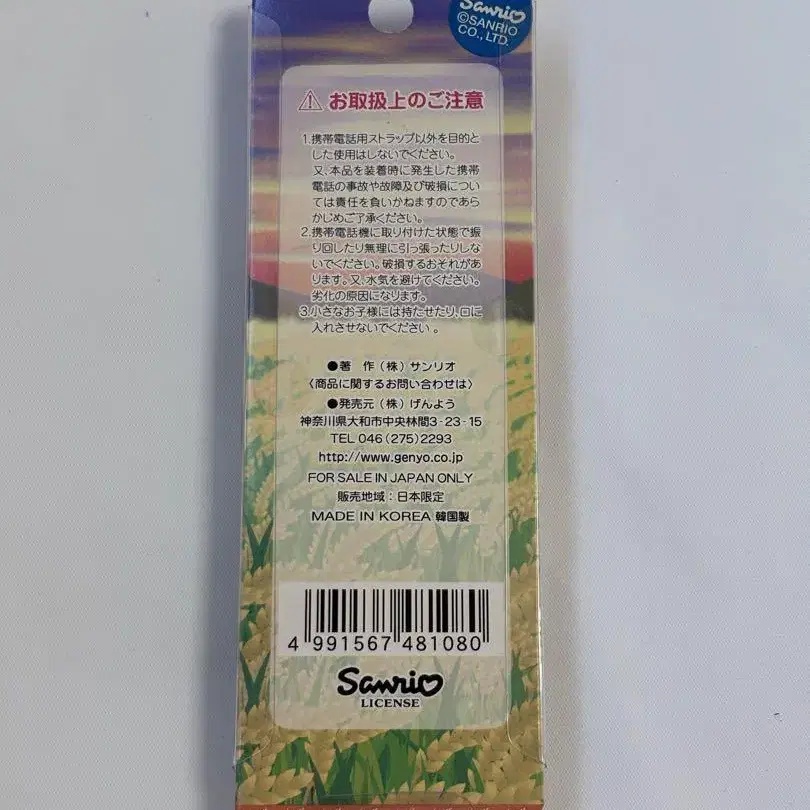 Sanrio
©SANRIO
CO., LTD.
⚠ お取扱上のご注意
1.携帯電話用ストラップ以外を目的と
した使用はしないでください。
又、本品を装着時に発生した携帯
電話の事故や故障及び破損につい
ては責任を負いかねますのであら
かじめご了承ください。
2.携帯電話機に取り付けた状態で振
り回したり無理に引っ張ったりしな
いでください。破損するおそれがあり
ます。又、水気を避けてください。
劣化の原因になります。
3.小さなお子様には持たせたり、口に
入れさせないでください。
●著 作(株)サンリオ
〈商品に関するお問い合わせは〉
●発売元(株)げんよう
神奈川県大和市中央林間3-23-15
TEL 046(275)2293
http://www.genyo.co.jp
FOR SALE IN JAPAN ONLY
販売地域:日本限定
MADE IN KOREA 韓国製
4 991567 481080
Sanrio
LICENSE